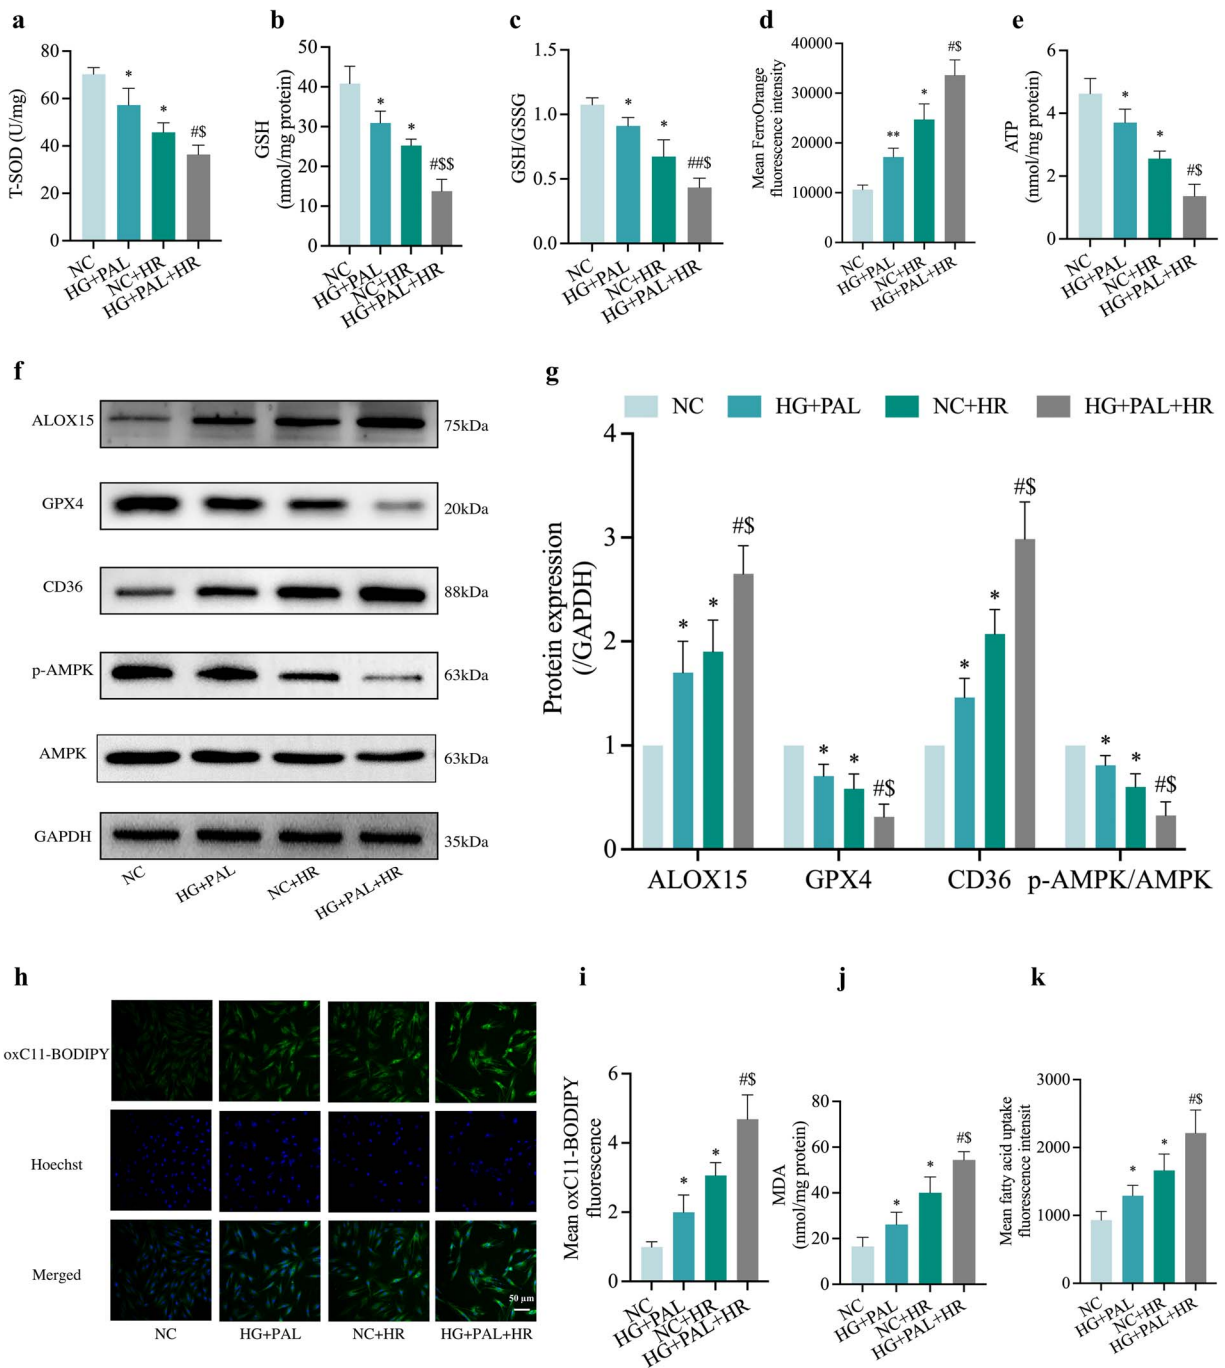 a
T-SOD (U/mg)
80
60
40
20
0
*
*
#$
NC
HG+PAL
NC+HR
HG+PAL+HR
b
GSH
(nmol/mg protein)
50
40
30
20
10
0
*
*
#$$
NC
HG+PAL
NC+HR
HG+PAL+HR
c
GSH/GSSG
1.5
1.0
0.5
0.0
*
*
##$
NC
HG+PAL
NC+HR
HG+PAL+HR
d
Mean FerroOrange
fluorescence intensity
40000
30000
20000
10000
0
**
*
#$
NC
HG+PAL
NC+HR
HG+PAL+HR
e
ATP
(nmol/mg protein)
6
4
2
0
*
*
#$
NC
HG+PAL
NC+HR
HG+PAL+HR
f
ALOX15
75kDa
GPX4
20kDa
CD36
88kDa
p-AMPK
63kDa
AMPK
63kDa
GAPDH
35kDa
NC
HG+PAL
NC+HR
HG+PAL+HR
g
NC
HG+PAL
NC+HR
HG+PAL+HR
Protein expression
(/GAPDH)
4
3
2
1
0
*
*
#$
*
*
#$
*
*
#$
*
*
#$
ALOX15
GPX4
CD36
p-AMPK/AMPK
h
oxC11-BODIPY
Hoechst
Merged
50 µm
NC
HG+PAL
NC+HR
HG+PAL+HR
i
Mean oxC11-BODIPY
fluorescence
6
4
2
0
*
*
#$
NC
HG+PAL
NC+HR
HG+PAL+HR
j
MDA
(nmol/mg protein)
80
60
40
20
0
*
*
#$
NC
HG+PAL
NC+HR
HG+PAL+HR
k
Mean fatty acid uptake
fluorescence intensit
3000
2000
1000
0
*
*
#$
NC
HG+PAL
NC+HR
HG+PAL+HR